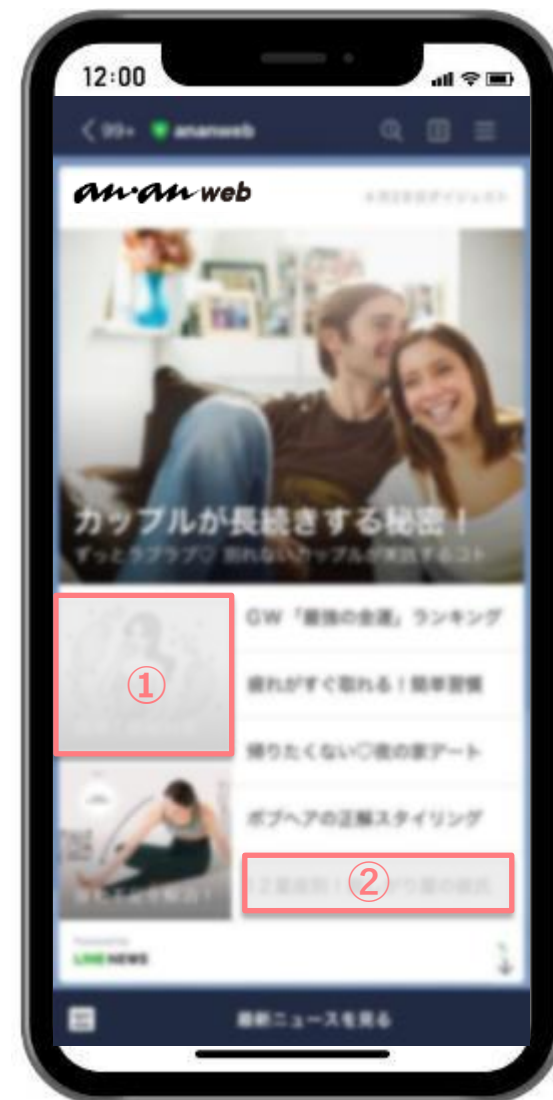 12:00
99+ ananweb
an·an web
カップルが長続きする秘密!
ずっとラブラブ♡ 別れないカップルが実践するコト
GW「最強の金運」ランキング
①
疲れがすぐ取れる!簡単習慣
帰りたくない♡夜の家デート
ボブヘアの正解スタイリング
②
LINE NEWS
最新ニュースを見る